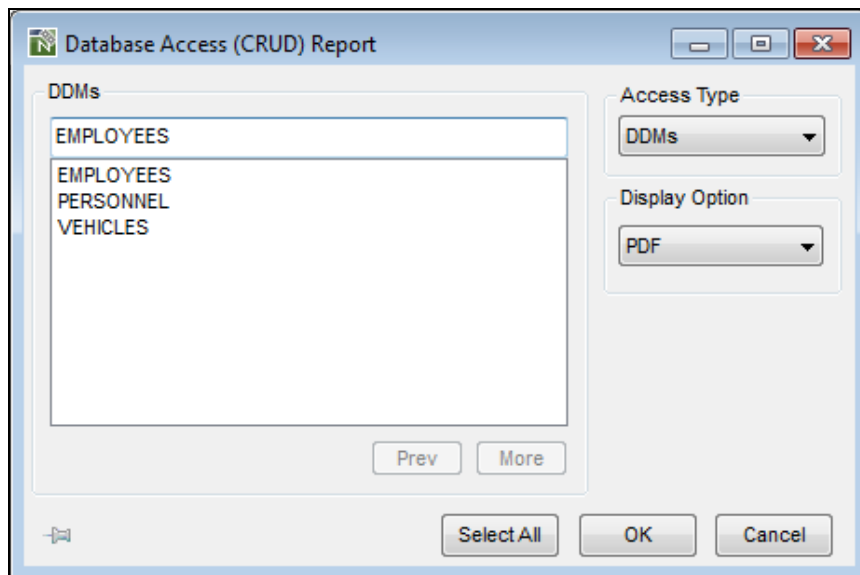 Database Access (CRUD) Report
DDMs
EMPLOYEES
EMPLOYEES
PERSONNEL
VEHICLES
Prev
More
Access Type
DDMs
Display Option
PDF
Select All
OK
Cancel